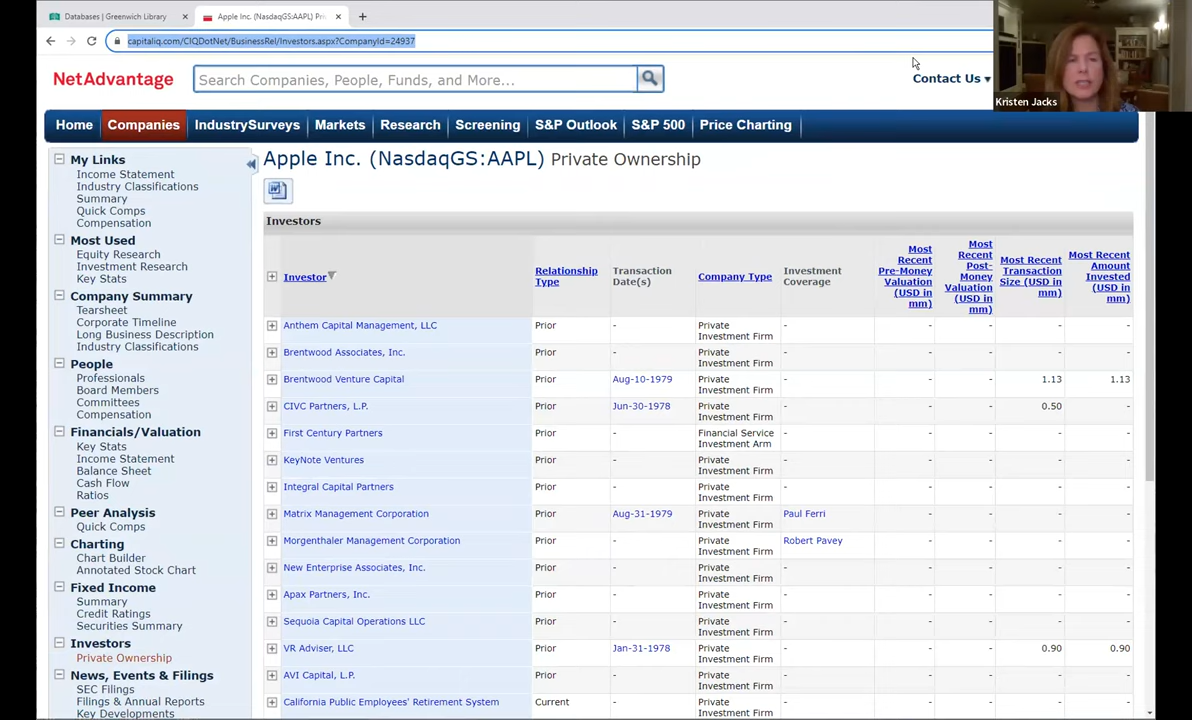 Databases | Greenwich Library
Apple Inc. (NasdaqGS:AAPL) Pri
capitaliq.com/CIQDotNet/BusinessRel/Investors.aspx?CompanyId=24937
NetAdvantage
Search Companies, People, Funds, and More...
Contact Us
Kristen Jacks
Home Companies IndustrySurveys Markets Research Screening S&P Outlook S&P 500 Price Charting
My Links
Income Statement
Industry Classifications
Summary
Quick Comps
Compensation
Most Used
Equity Research
Investment Research
Key Stats
Company Summary
Tearsheet
Corporate Timeline
Long Business Description
Industry Classifications
People
Professionals
Board Members
Committees
Compensation
Financials/Valuation
Key Stats
Income Statement
Balance Sheet
Cash Flow
Ratios
Peer Analysis
Quick Comps
Charting
Chart Builder
Annotated Stock Chart
Fixed Income
Summary
Credit Ratings
Securities Summary
Investors
Private Ownership
News, Events & Filings
SEC Filings
Filings & Annual Reports
Key Developments
Apple Inc. (NasdaqGS:AAPL) Private Ownership
Investors
Investor
Relationship Type
Transaction Date(s)
Company Type
Investment Coverage
Most Recent Pre-Money Valuation (USD in mm)
Most Recent Post-Money Valuation (USD in mm)
Most Recent Transaction Size (USD in mm)
Most Recent Amount Invested (USD in mm)
Anthem Capital Management, LLC Prior - Private Investment Firm - - - - -
Brentwood Associates, Inc. Prior - Private Investment Firm - - - - -
Brentwood Venture Capital Prior Aug-10-1979 Private Investment Firm - - - 1.13 1.13
CIVC Partners, L.P. Prior Jun-30-1978 Private Investment Firm - - - 0.50 -
First Century Partners Prior - Financial Service Investment Arm - - - - -
KeyNote Ventures Prior - Private Investment Firm - - - - -
Integral Capital Partners Prior - Private Investment Firm - - - - -
Matrix Management Corporation Prior Aug-31-1979 Private Investment Firm Paul Ferri - - - -
Morgenthaler Management Corporation Prior - Private Investment Firm Robert Pavey - - - -
New Enterprise Associates, Inc. Prior - Private Investment Firm - - - - -
Apax Partners, Inc. Prior - Private Investment Firm - - - - -
Sequoia Capital Operations LLC Prior - Private Investment Firm - - - - -
VR Adviser, LLC Prior Jan-31-1978 Private Investment Firm - - - 0.90 0.90
AVI Capital, L.P. Prior - Private Investment Firm - - - - -
California Public Employees' Retirement System Current - Private Investment Firm - - - - -